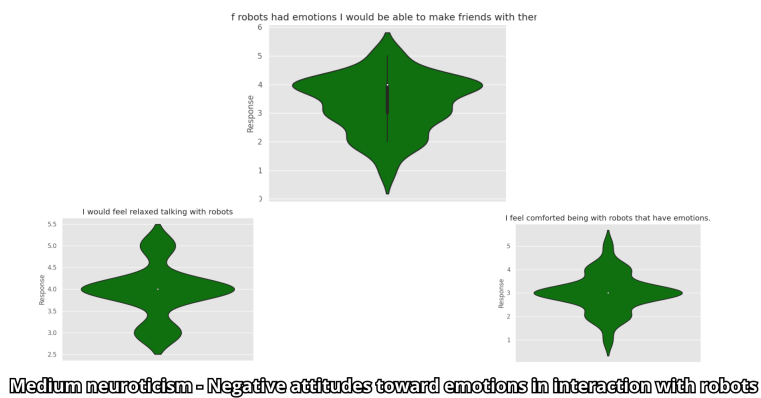 f robots had emotions I would be able to make friends with ther
6
5
4
3
2
1
0
Response
I would feel relaxed talking with robots
5.5
5.0
4.5
4.0
3.5
3.0
2.5
Response
I feel comforted being with robots that have emotions.
5
4
3
2
1
Response
Medium neuroticism - Negative attitudes toward emotions in interaction with robots